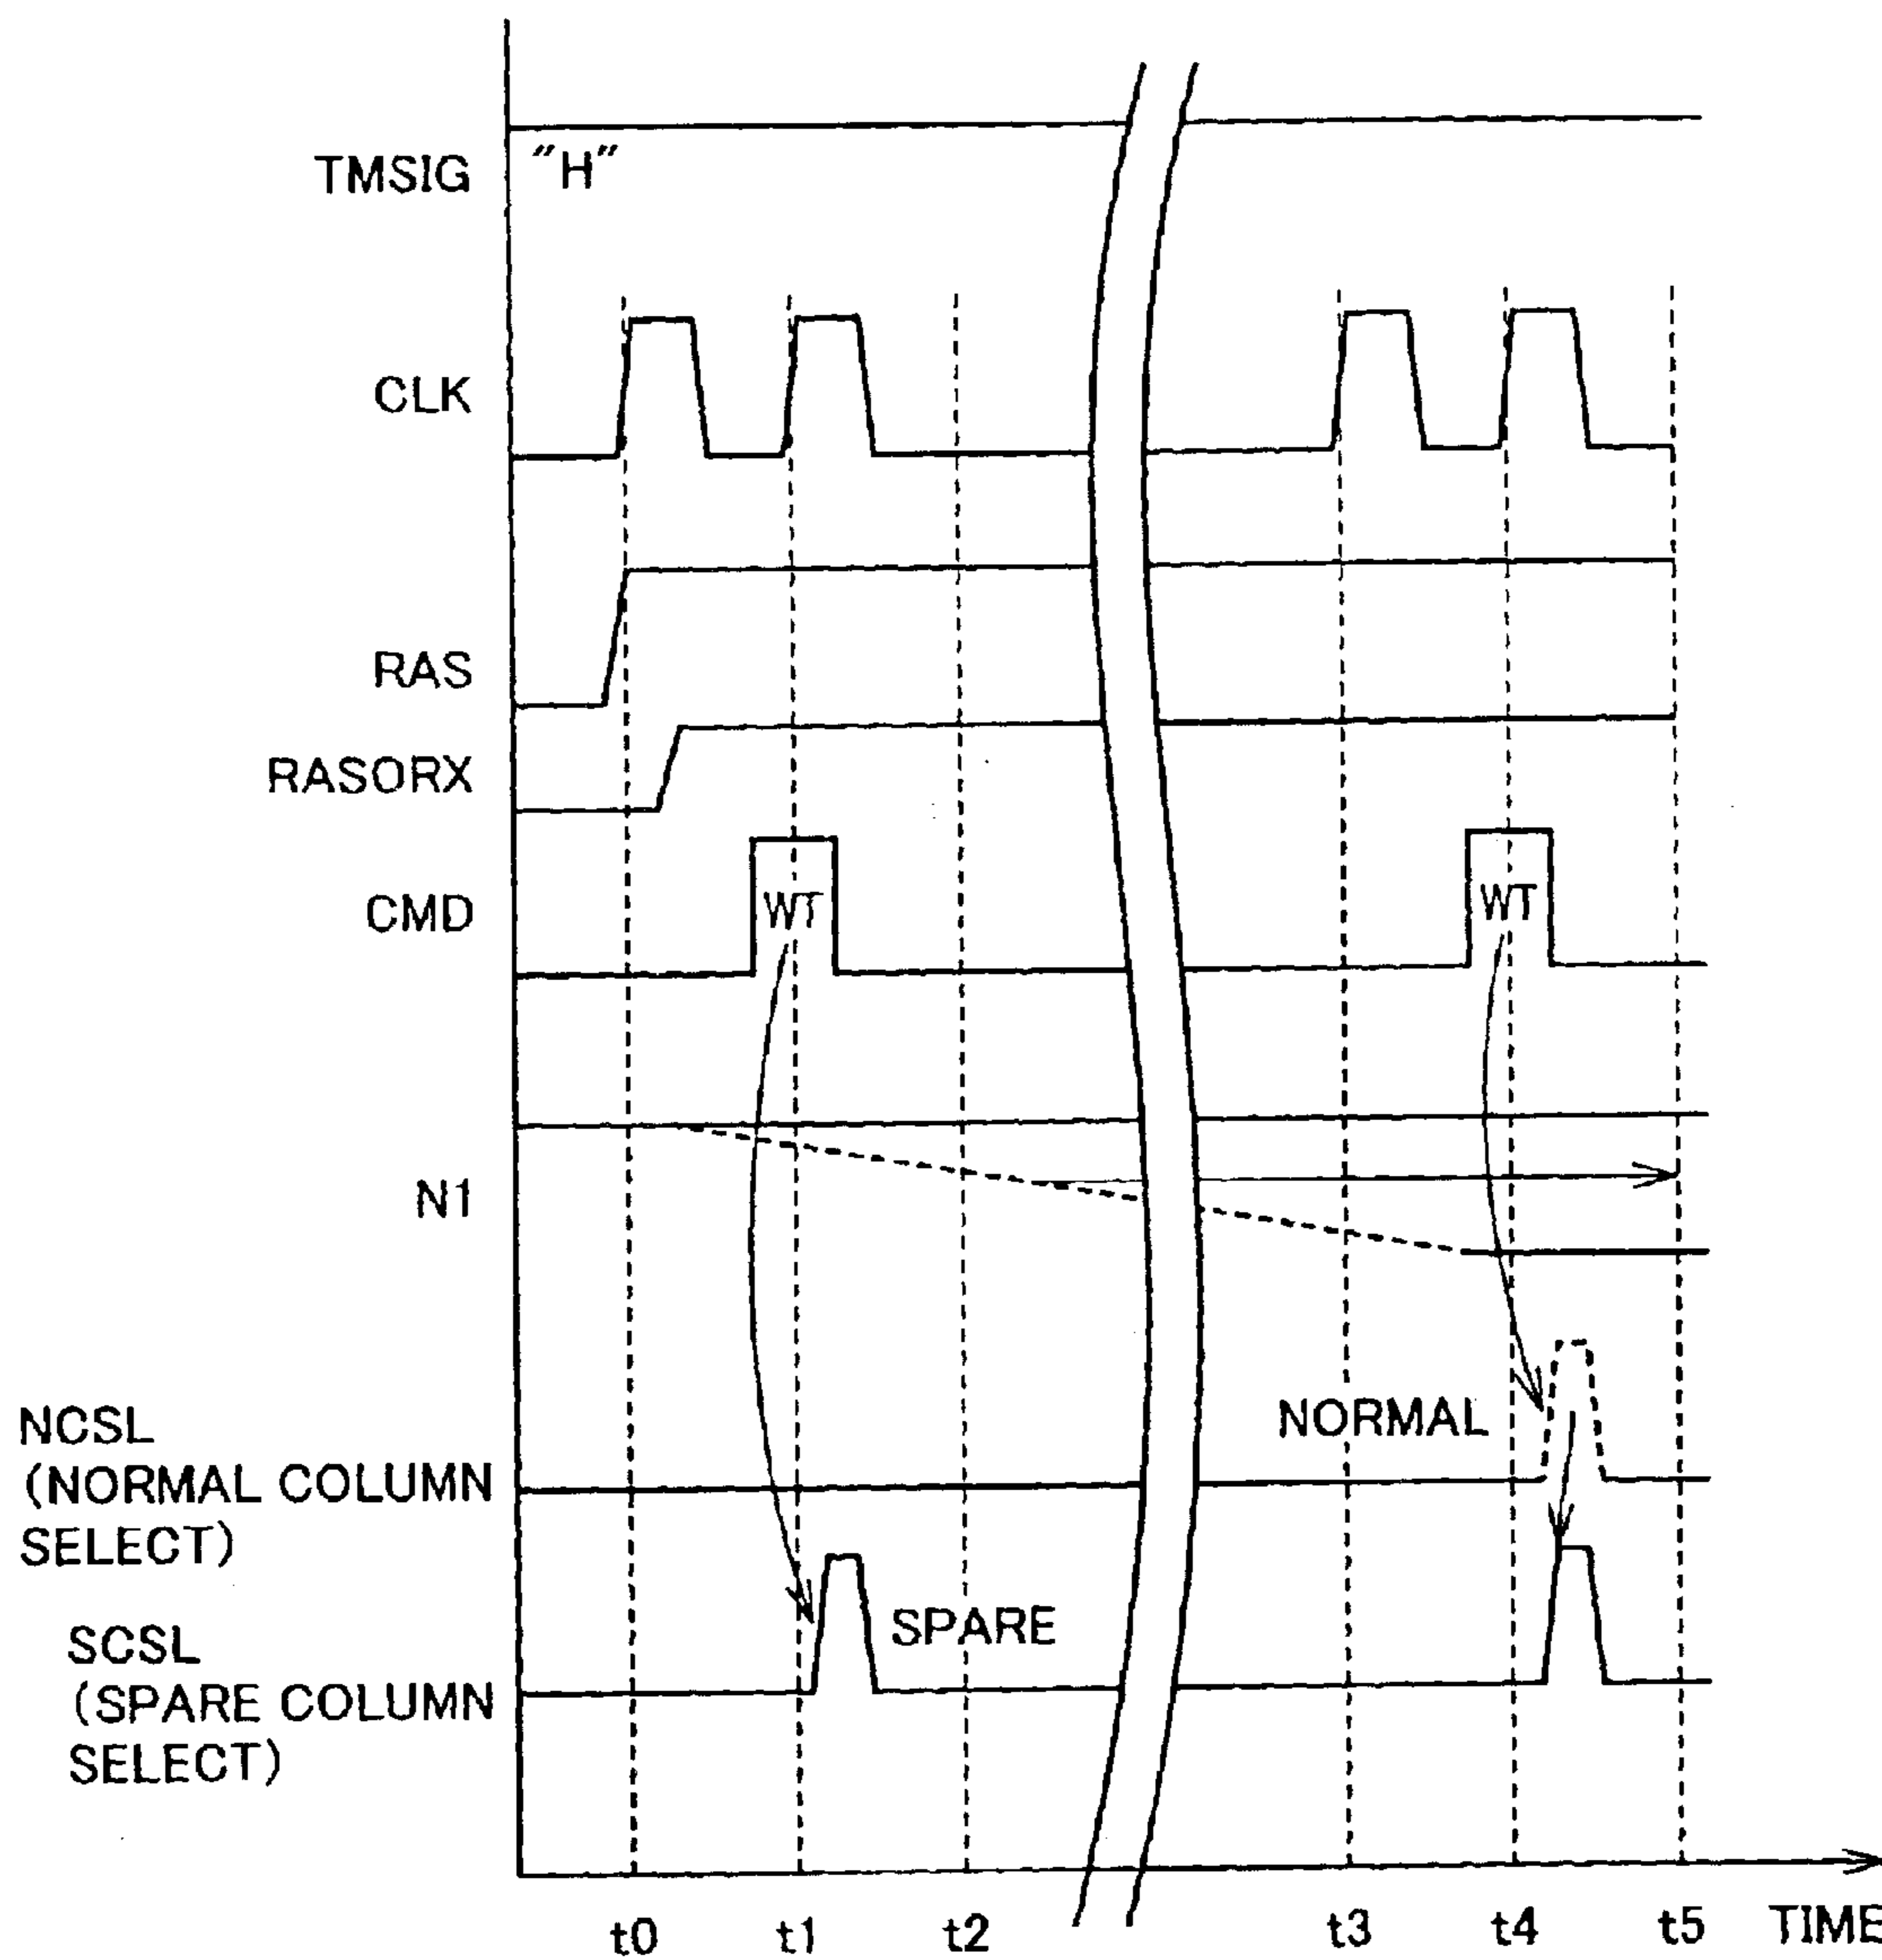 TMSIG
"H"
CLK
RAS
RASORX
CMD
WT
WT
N1
NCSL
(NORMAL COLUMN
SELECT)
NORMAL
SCSL
(SPARE COLUMN
SELECT)
SPARE
t0
t1
t2
t3
t4
t5
TIME